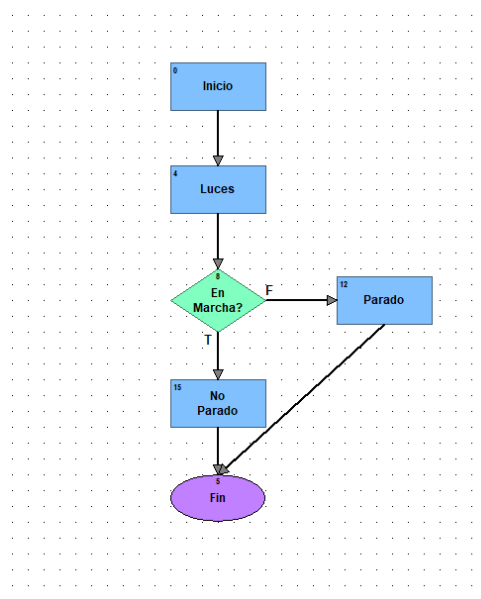 0
Inicio
4
Luces
8
En
Marcha?
F
12
Parado
T
15
No
Parado
5
Fin